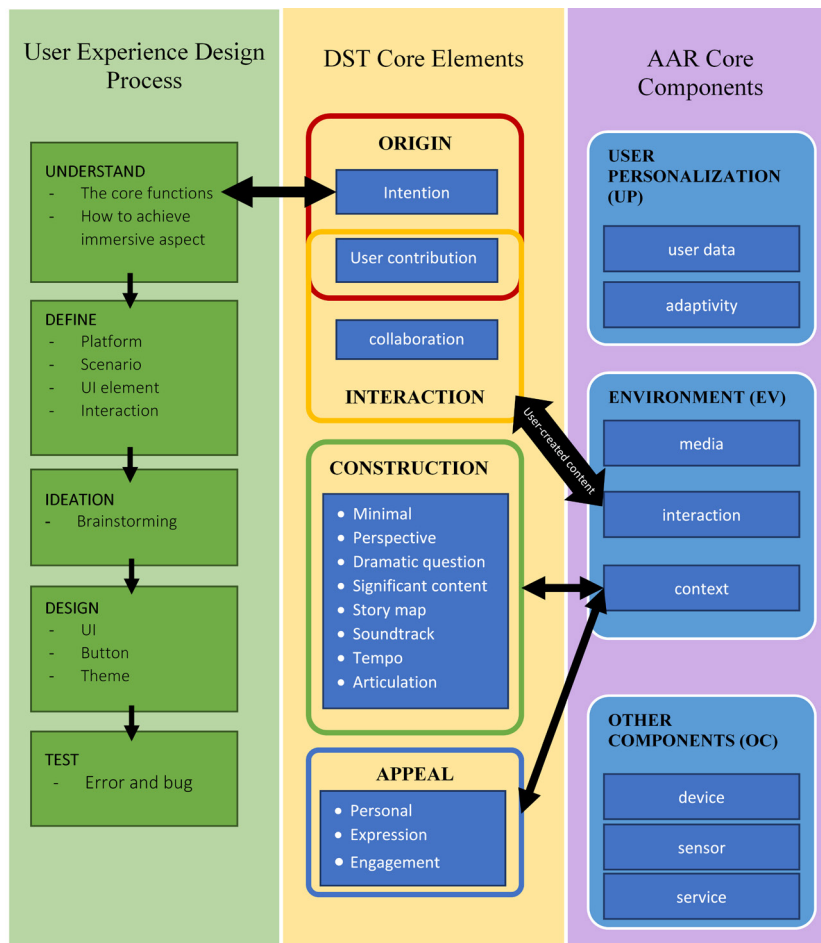 User Experience Design
Process
UNDERSTAND
- The core functions
- How to achieve
immersive aspect
DEFINE
- Platform
- Scenario
- UI element
- Interaction
IDEATION
- Brainstorming
DESIGN
- UI
- Button
- Theme
TEST
- Error and bug
DST Core Elements
ORIGIN
Intention
User contribution
collaboration
INTERACTION
User-created content
CONSTRUCTION
• Minimal
• Perspective
• Dramatic question
• Significant content
• Story map
• Soundtrack
• Tempo
• Articulation
APPEAL
• Personal
• Expression
• Engagement
AAR Core
Components
USER
PERSONALIZATION
(UP)
user data
adaptivity
ENVIRONMENT (EV)
media
interaction
context
OTHER
COMPONENTS (OC)
device
sensor
service